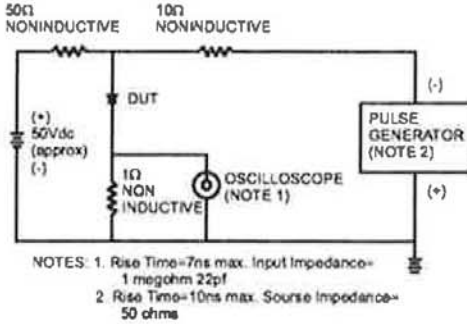 50Ω
NONINDUCTIVE
10Ω
NONINDUCTIVE
DUT
(+)
50Vdc
(approx)
(-)
1Ω
NON
INDUCTIVE
OSCILLOSCOPE
(NOTE 1)
(-)
PULSE
GENERATOR
(NOTE 2)
(+)
NOTES: 1. Rise Time=7ns max. Input Impedance=
1 megohm 22pf
2. Rise Time=10ns max. Sourse Impedance=
50 ohms